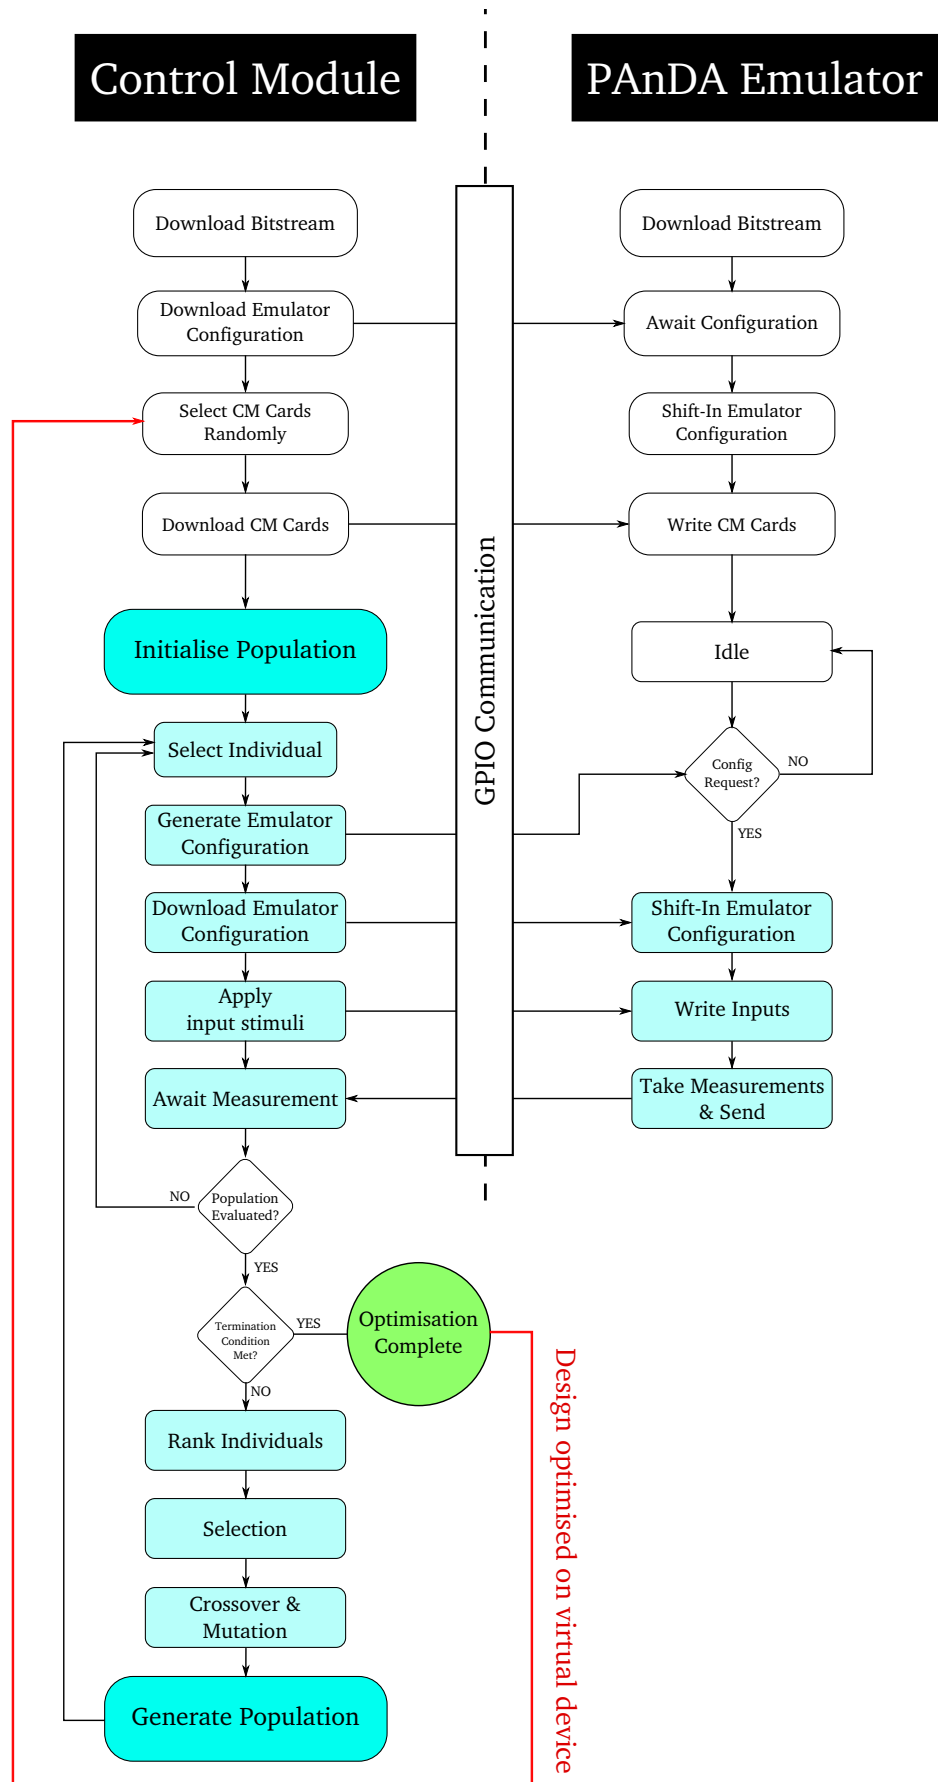 Control Module
PAnDA Emulator
Download Bitstream
Download Emulator
Configuration
Select CM Cards
Randomly
Download CM Cards
Initialise Population
Select Individual
Generate Emulator
Configuration
Download Emulator
Configuration
Apply
input stimuli
Await Measurement
Population
Evaluated?
NO
YES
Termination
Condition
Met?
YES
NO
Optimisation
Complete
Rank Individuals
Selection
Crossover &
Mutation
Generate Population
GPIO Communication
Download Bitstream
Await Configuration
Shift-In Emulator
Configuration
Write CM Cards
Idle
Config
Request?
NO
YES
Shift-In Emulator
Configuration
Write Inputs
Take Measurements
& Send
Design optimised on virtual device